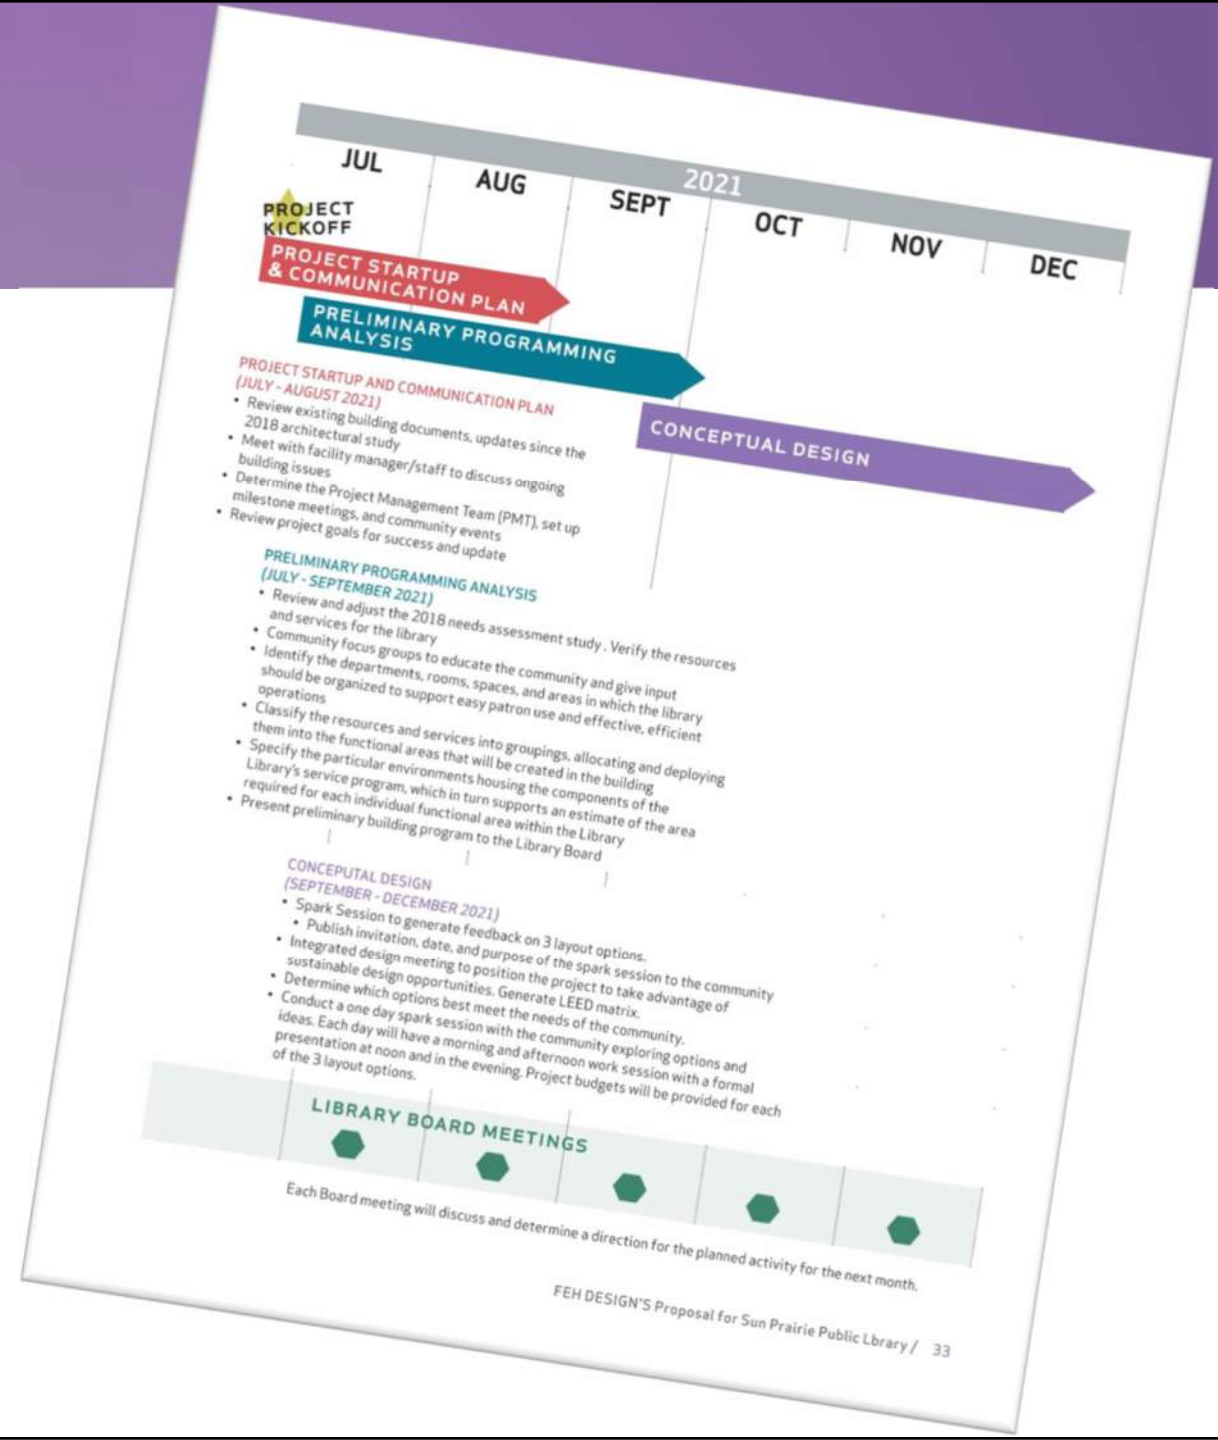 2021
JUL
AUG
SEPT
OCT
NOV
DEC
PROJECT
KICKOFF
PROJECT STARTUP
& COMMUNICATION PLAN
PRELIMINARY PROGRAMMING
ANALYSIS
CONCEPTUAL DESIGN
PROJECT STARTUP AND COMMUNICATION PLAN
(JULY - AUGUST 2021)
• Review existing building documents, updates since the
2018 architectural study
• Meet with facility manager/staff to discuss ongoing
building issues
• Determine the Project Management Team (PMT), set up
milestone meetings, and community events
• Review project goals for success and update
PRELIMINARY PROGRAMMING ANALYSIS
(JULY - SEPTEMBER 2021)
• Review and adjust the 2018 needs assessment study . Verify the resources
and services for the library
• Community focus groups to educate the community and give input
• Identify the departments, rooms, spaces, and areas in which the library
should be organized to support easy patron use and effective, efficient
operations
• Classify the resources and services into groupings, allocating and deploying
them into the functional areas that will be created in the building
• Specify the particular environments housing the components of the
Library's service program, which in turn supports an estimate of the area
required for each individual functional area within the Library
• Present preliminary building program to the Library Board
CONCEPUTAL DESIGN
(SEPTEMBER - DECEMBER 2021)
• Spark Session to generate feedback on 3 layout options.
• Publish invitation, date, and purpose of the spark session to the community
• Integrated design meeting to position the project to take advantage of
sustainable design opportunities. Generate LEED matrix.
• Determine which options best meet the needs of the community.
• Conduct a one day spark session with the community exploring options and
ideas. Each day will have a morning and afternoon work session with a formal
presentation at noon and in the evening. Project budgets will be provided for each
of the 3 layout options.
LIBRARY BOARD MEETINGS
Each Board meeting will discuss and determine a direction for the planned activity for the next month.
FEH DESIGN'S Proposal for Sun Prairie Public Lbrary / 33